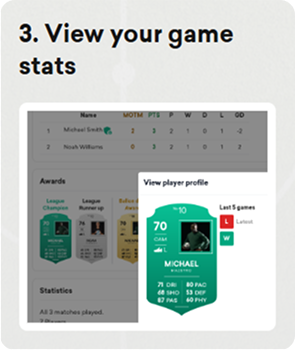 3. View your game
stats
Name MOTM PTS P W D L GD
1 Michael Smith 2 3 2 1 0 1 -2
2 Noah Williams 0 3 2 1 0 1 2
Awards
View player profile
League
Champion
League
Runner up
70
CAM
No 10
Last 5 games
L Latest
W
MICHAEL
71 DRI 80 PAC
68 SHO 53 DEF
87 PAS 60 PHY
Statistics
All 3 matches played.